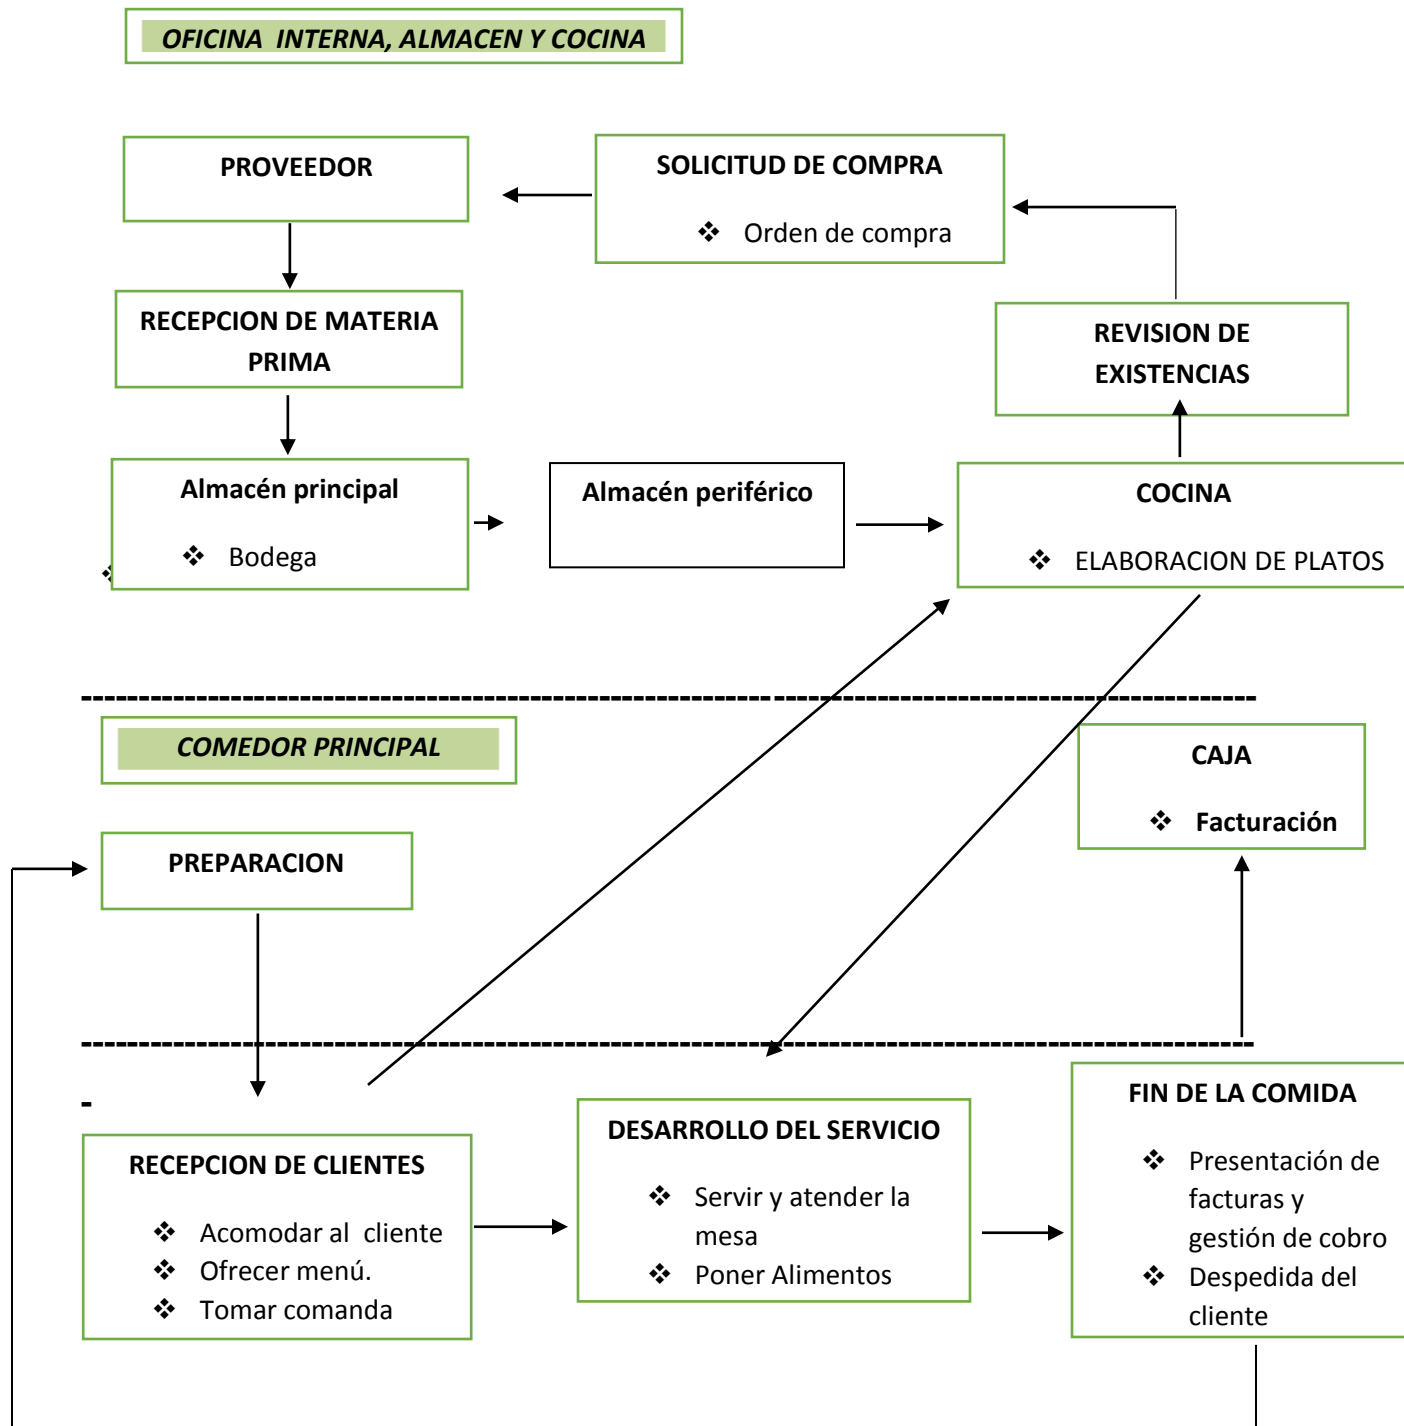 OFICINA  INTERNA, ALMACEN Y COCINA
PROVEEDOR
SOLICITUD DE COMPRA
❖ Orden de compra
RECEPCION DE MATERIA
PRIMA
REVISION DE
EXISTENCIAS
Almacén principal
❖ Bodega
Almacén periférico
COCINA
❖ ELABORACION DE PLATOS
COMEDOR PRINCIPAL
CAJA
❖ Facturación
PREPARACION
RECEPCION DE CLIENTES
❖ Acomodar al  cliente
❖ Ofrecer menú.
❖ Tomar comanda
DESARROLLO DEL SERVICIO
❖ Servir y atender la
mesa
❖ Poner Alimentos
FIN DE LA COMIDA
❖ Presentación de
facturas y
gestión de cobro
❖ Despedida del
cliente